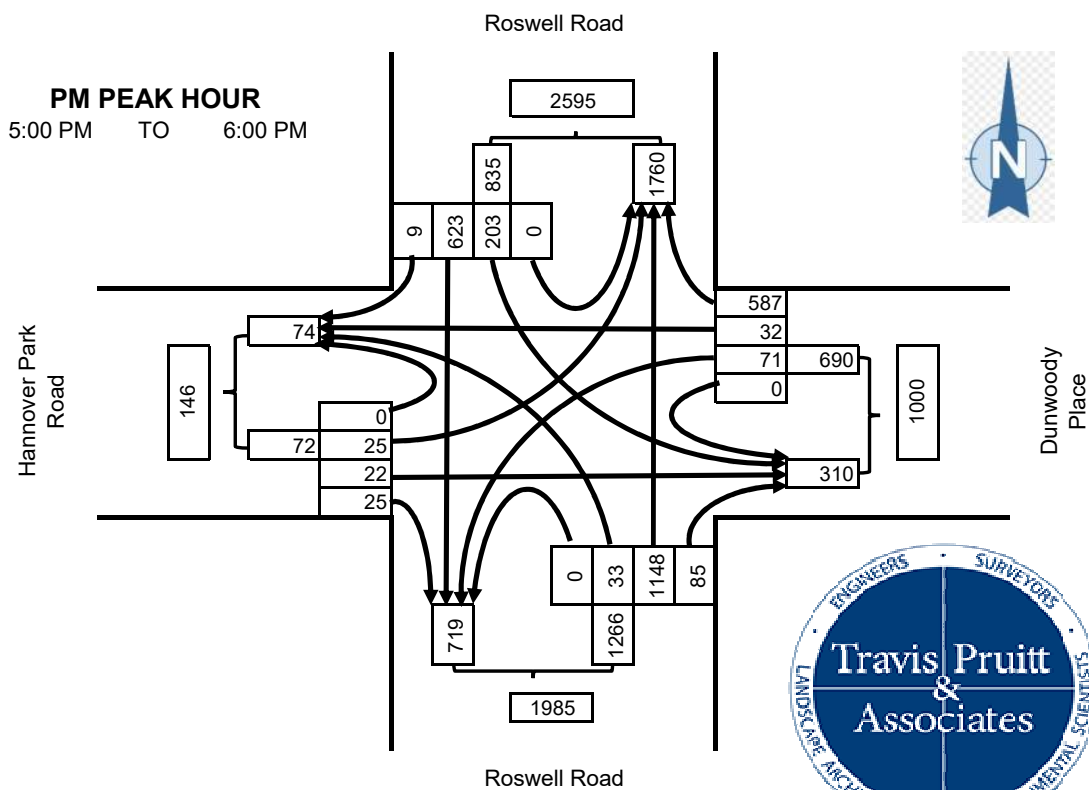 Roswell Road
PM PEAK HOUR
5:00 PM TO 6:00 PM
2595
835
1760
9 623 203 0
N
587
32
71 690
0
1000
310
Dunwoody
Place
Hannover Park
Road
146
74
0
72 25
22
25
0 33 1148 85
719
1266
1985
Roswell Road
ENGINEERS · SURVEYORS
Travis Pruitt
&
Associates